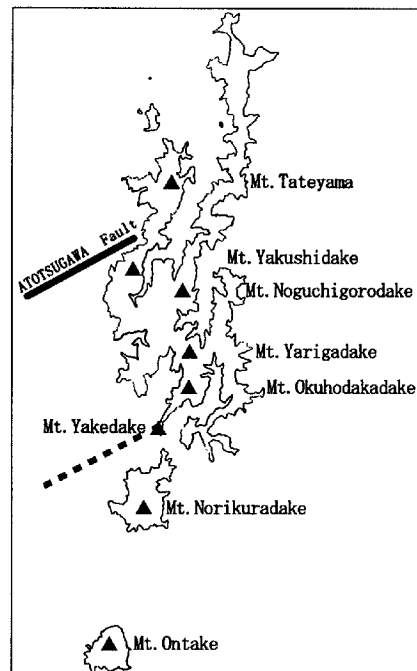 Mt. Tateyama
ATOTSUGAWA Fault
Mt. Yakushidake
Mt. Noguchigorodake
Mt. Yarigadake
Mt. Okuhodakadake
Mt. Yakedake
Mt. Norikuradake
Mt. Ontake